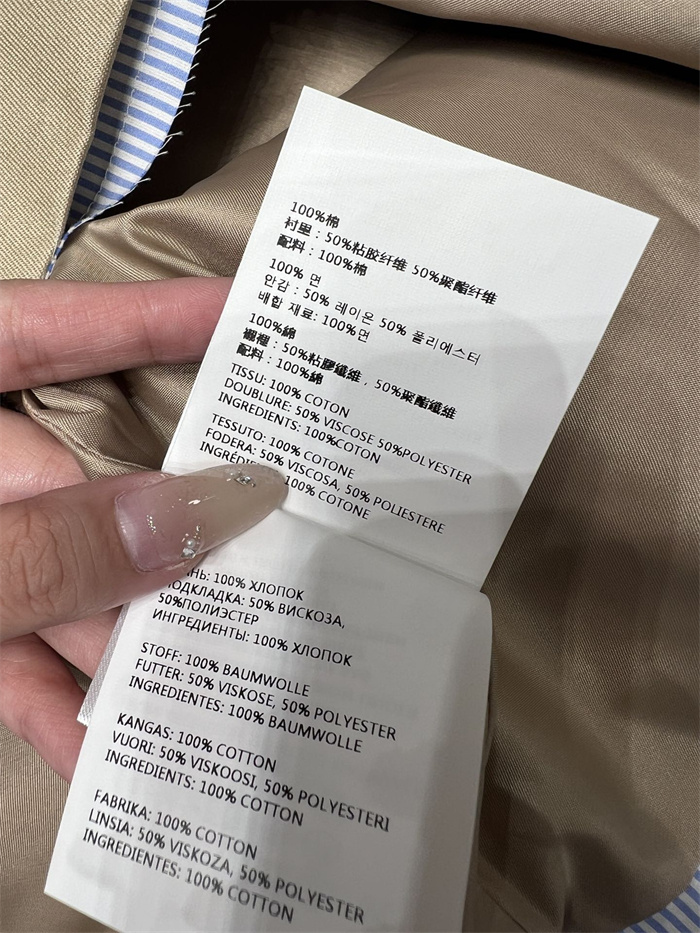 100%棉
衬里：50%粘胶纤维 50%聚酯纤维
配料：100%棉
100% 면
안감 : 50% 레이온 50% 폴리에스터
배합 재료: 100%면
100%綿
襯裡：50%粘膠纖維，50%聚酯纖維
配料：100%綿
TISSU: 100% COTON
DOUBLURE: 50% VISCOSE 50%POLYESTER
INGREDIENTS: 100%COTON
TESSUTO: 100% COTONE
FODERA: 50% VISCOSA, 50% POLIESTERE
100% COTONE
100% ХЛОПОК
50% ВИСКОЗА,
50%ПОЛИЭСТЕР
ИНГРЕДИЕНТЫ: 100% ХЛОПОК
STOFF: 100% BAUMWOLLE
FUTTER: 50% VISKOSE, 50% POLYESTER
INGREDIENTES: 100% BAUMWOLLE
KANGAS: 100% COTTON
VUORI: 50% VISKOOSI, 50% POLYESTERI
INGREDIENTS: 100% COTTON
FABRIKA: 100% COTTON
LINSIA: 50% VISKOZA, 50% POLYESTER
INGREDIENTES: 100% COTTON